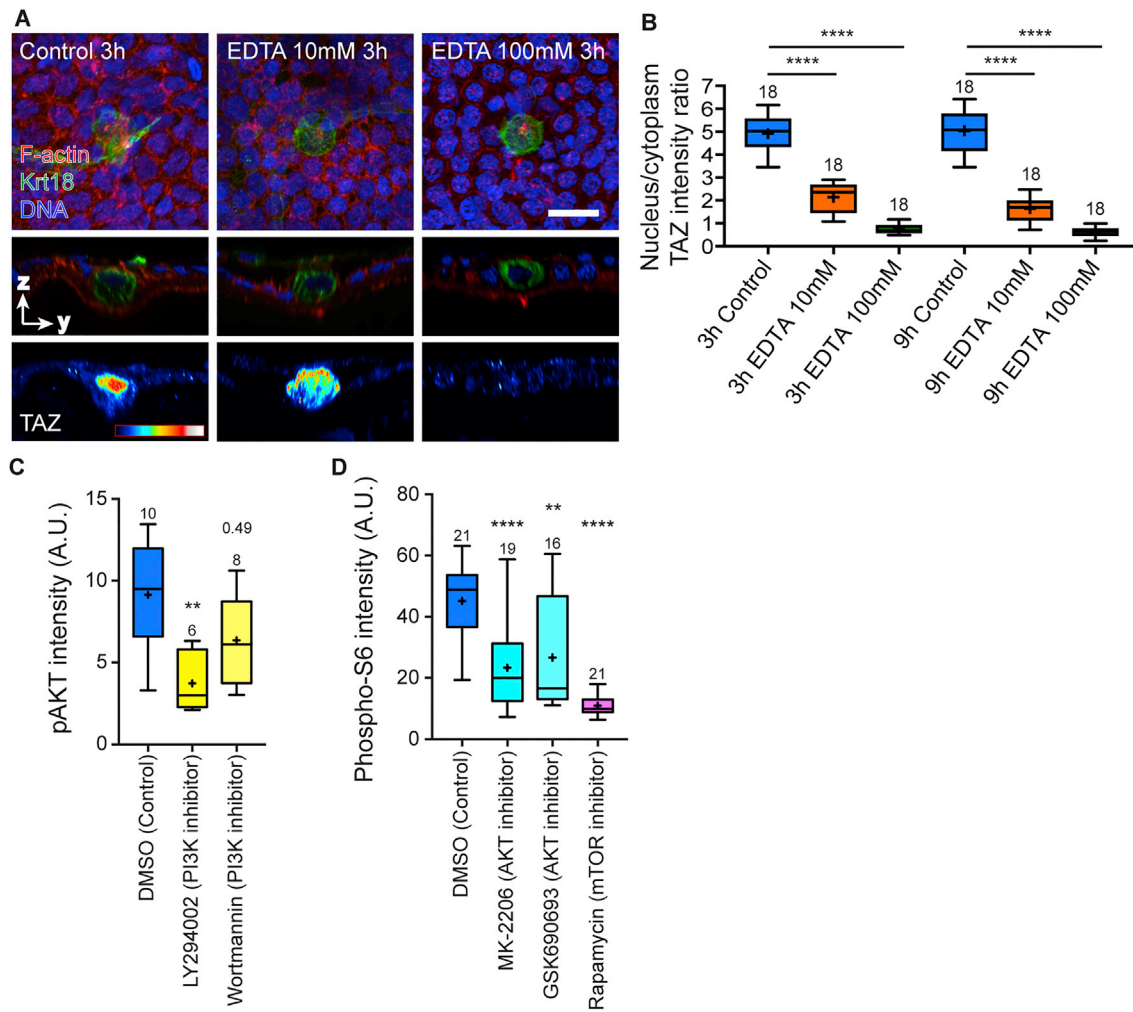 A
Control 3h
EDTA 10mM 3h
EDTA 100mM 3h
F-actin
Krt18
DNA
z
y
TAZ
B
Nucleus/cytoplasm
TAZ intensity ratio
7
6
5
4
3
2
1
0
****
****
****
****
18
18
18
18
18
18
3h Control
3h EDTA 10mM
3h EDTA 100mM
9h Control
9h EDTA 10mM
9h EDTA 100mM
C
pAKT intensity (A.U.)
15
10
5
0
10
**
6
0.49
8
DMSO (Control)
LY294002 (PI3K inhibitor)
Wortmannin (PI3K inhibitor)
D
Phospho-S6 intensity (A.U.)
80
60
40
20
0
21
****
19
**
16
****
21
DMSO (Control)
MK-2206 (AKT inhibitor)
GSK690693 (AKT inhibitor)
Rapamycin (mTOR inhibitor)